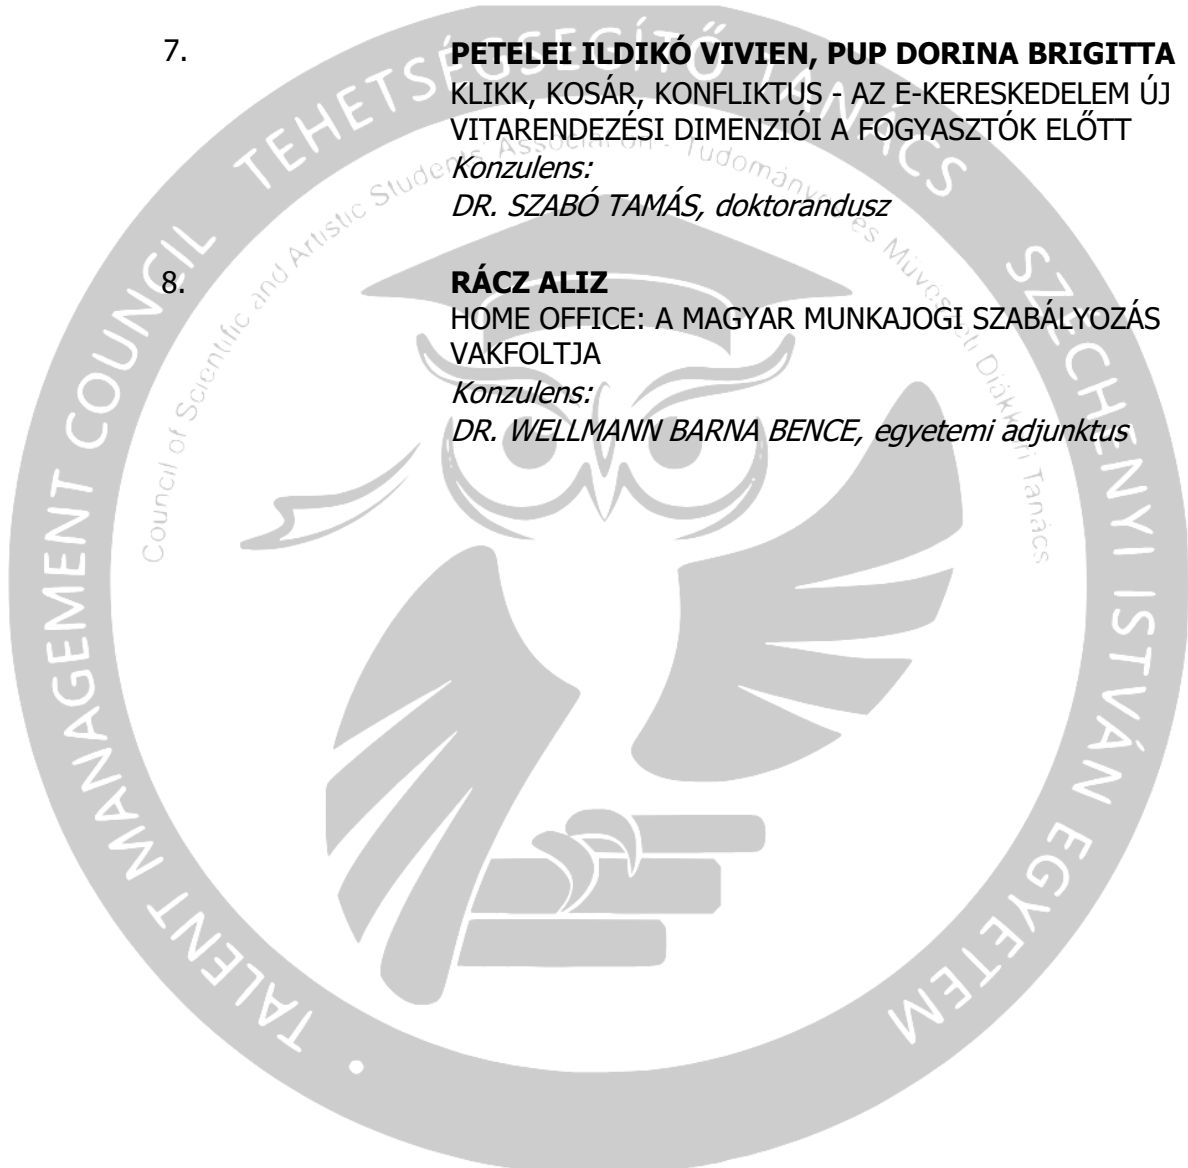 7.
PETELEI ILDIKÓ VIVIEN, PUP DORINA BRIGITTA
KLIKK, KOSÁR, KONFLIKTUS - AZ E-KERESKEDELEM ÚJ
VITARENDEZÉSI DIMENZIÓI A FOGYASZTÓK ELŐTT
Konzulens:
DR. SZABÓ TAMÁS, doktorandusz
8.
RÁCZ ALIZ
HOME OFFICE: A MAGYAR MUNKAJOGI SZABÁLYOZÁS
VAKFOLTJA
Konzulens:
DR. WELLMANN BARNA BENCE, egyetemi adjunktus
TEHETSÉGSEGÍTŐ TANÁCS SZÉCHENYI ISTVÁN EGYETEM
TALENT MANAGEMENT COUNCIL
Council of Scientific and Artistic Students' Association - Tudományos és Művészeti Diákköri Tanács